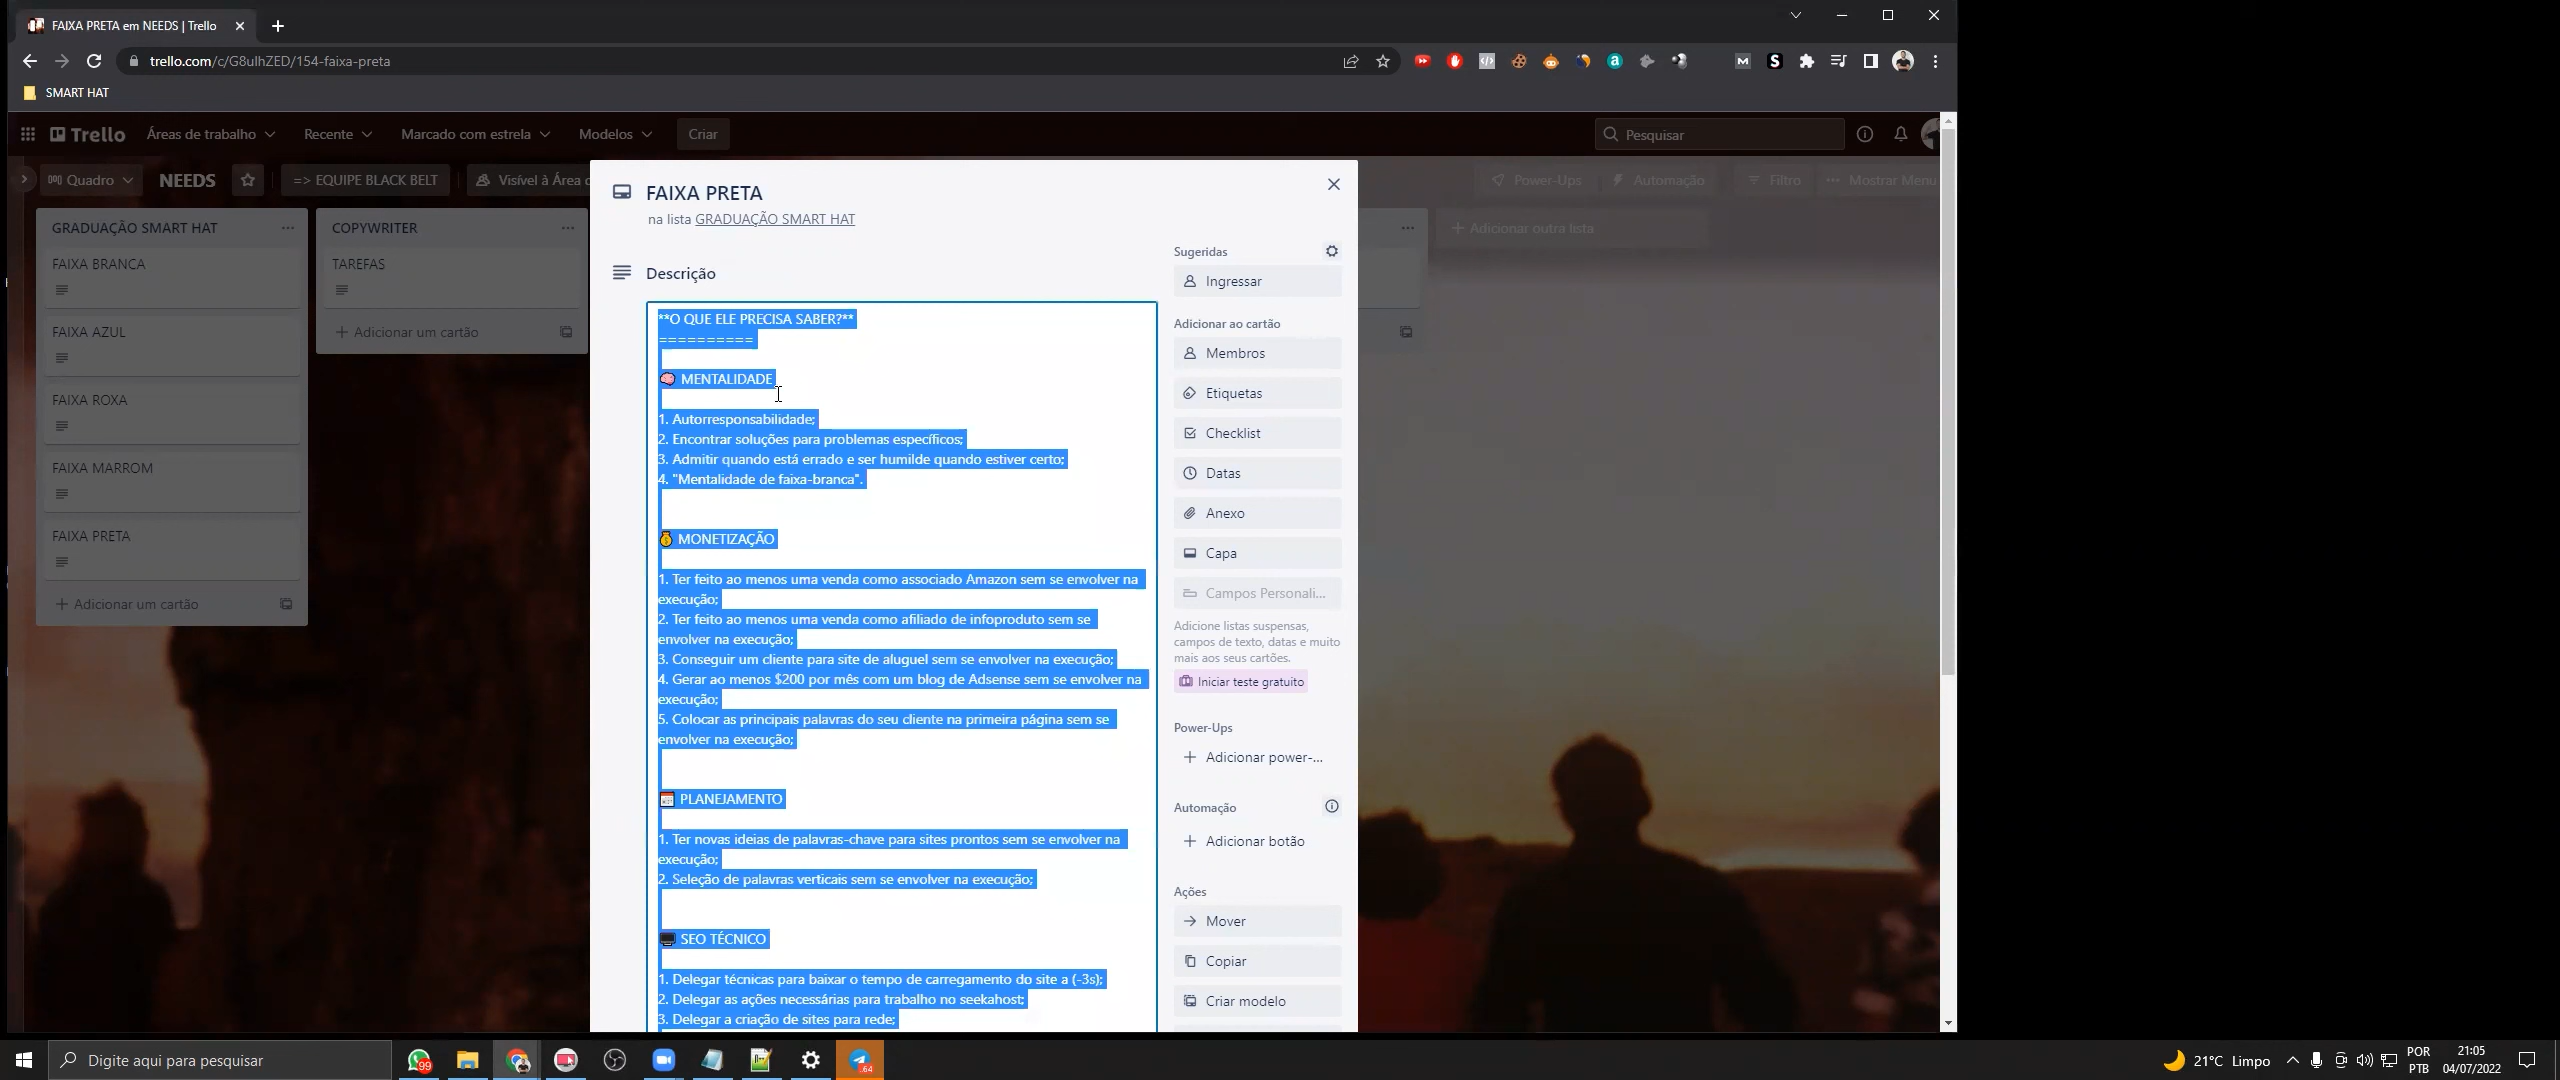 FAIXA PRETA em NEEDS | Trello
trello.com/c/G8ulhZED/154-faixa-preta
SMART HAT
Trello
Áreas de trabalho
Recente
Marcado com estrela
Modelos
Criar
Pesquisar
Quadro
NEEDS
=> EQUIPE BLACK BELT
Visível à Área
Power-Ups
Automação
Filtro
Mostrar Menu
GRADUAÇÃO SMART HAT
FAIXA BRANCA
FAIXA AZUL
FAIXA ROXA
FAIXA MARROM
FAIXA PRETA
+ Adicionar um cartão
COPYWRITER
TAREFAS
+ Adicionar um cartão
+ Adicionar outra lista
FAIXA PRETA
na lista GRADUAÇÃO SMART HAT
Descrição
**O QUE ELE PRECISA SABER?**
==========
🧠 MENTALIDADE
1. Autorresponsabilidade;
2. Encontrar soluções para problemas específicos;
3. Admitir quando está errado e ser humilde quando estiver certo;
4. "Mentalidade de faixa-branca".
💰 MONETIZAÇÃO
1. Ter feito ao menos uma venda como associado Amazon sem se envolver na
execução;
2. Ter feito ao menos uma venda como afiliado de infoproduto sem se
envolver na execução;
3. Conseguir um cliente para site de aluguel sem se envolver na execução;
4. Gerar ao menos $200 por mês com um blog de Adsense sem se envolver na
execução;
5. Colocar as principais palavras do seu cliente na primeira página sem se
envolver na execução;
📅 PLANEJAMENTO
1. Ter novas ideias de palavras-chave para sites prontos sem se envolver na
execução;
2. Seleção de palavras verticais sem se envolver na execução;
🖥 SEO TÉCNICO
1. Delegar técnicas para baixar o tempo de carregamento do site a (-3s);
2. Delegar as ações necessárias para trabalho no seekahost;
3. Delegar a criação de sites para rede;
Sugeridas
Ingressar
Adicionar ao cartão
Membros
Etiquetas
Checklist
Datas
Anexo
Capa
Campos Personali...
Adicione listas suspensas,
campos de texto, datas e muito
mais aos seus cartões.
Iniciar teste gratuito
Power-Ups
+ Adicionar power-...
Automação
+ Adicionar botão
Ações
Mover
Copiar
Criar modelo
Digite aqui para pesquisar
99
64
21°C Limpo
POR
PTB
21:05
04/07/2022